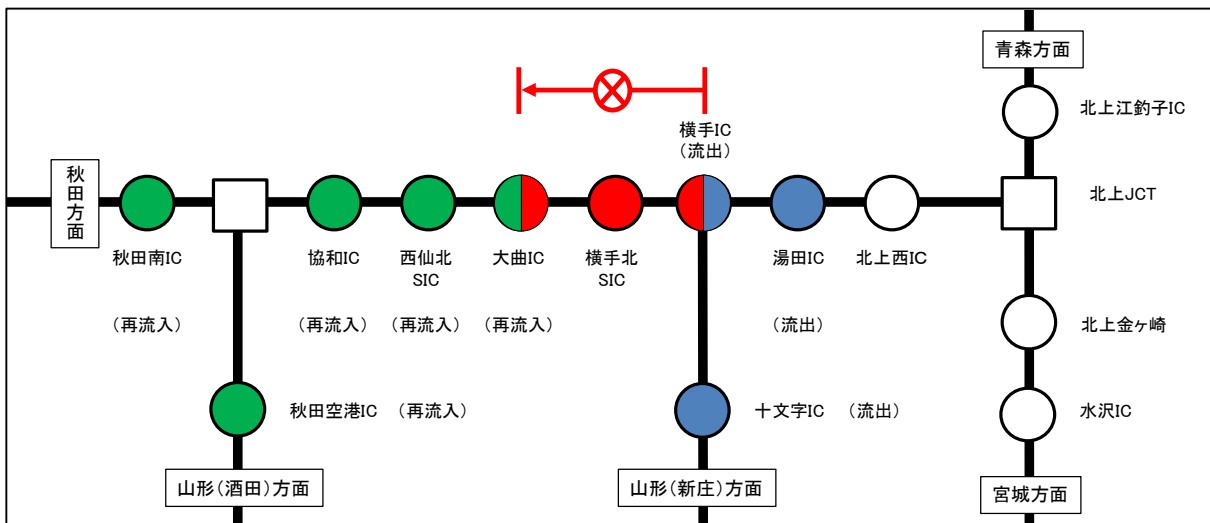 青森方面
北上江釣子IC
横手IC
（流出）
秋田方面
北上JCT
秋田南IC
協和IC
西仙北
SIC
大曲IC
横手北
SIC
湯田IC
北上西IC
（再流入）
（再流入）
（再流入）
（再流入）
（流出）
北上金ヶ崎
秋田空港IC （再流入）
十文字IC （流出）
水沢IC
山形（酒田）方面
山形（新庄）方面
宮城方面